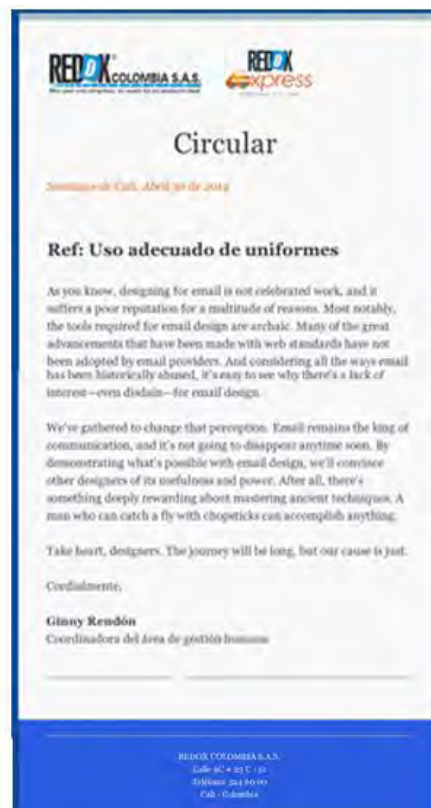 REDOX COLOMBIA S.A.S.
REDOX express
Circular
Santiago de Cali, Abril 30 de 2014
Ref: Uso adecuado de uniformes
As you know, designing for email is not celebrated work, and it
suffers a poor reputation for a multitude of reasons. Most notably,
the tools required for email design are archaic. Many of the great
advancements that have been made with web standards have not
been adopted by email providers. And considering all the ways email
has been historically abused, it's easy to see why there's a lack of
interest—even disdain—for email design.
We've gathered to change that perception. Email remains the king of
communication, and it's not going to disappear anytime soon. By
demonstrating what's possible with email design, we'll convince
other designers of its usefulness and power. After all, there's
something deeply rewarding about mastering ancient techniques. A
man who can catch a fly with chopsticks can accomplish anything.
Take heart, designers. The journey will be long, but our cause is just.
Cordialmente,
Ginny Rendón
Coordinadora del área de gestión humana
REDOX COLOMBIA S.A.S.
Calle
Teléfono:
Cali - Colombia